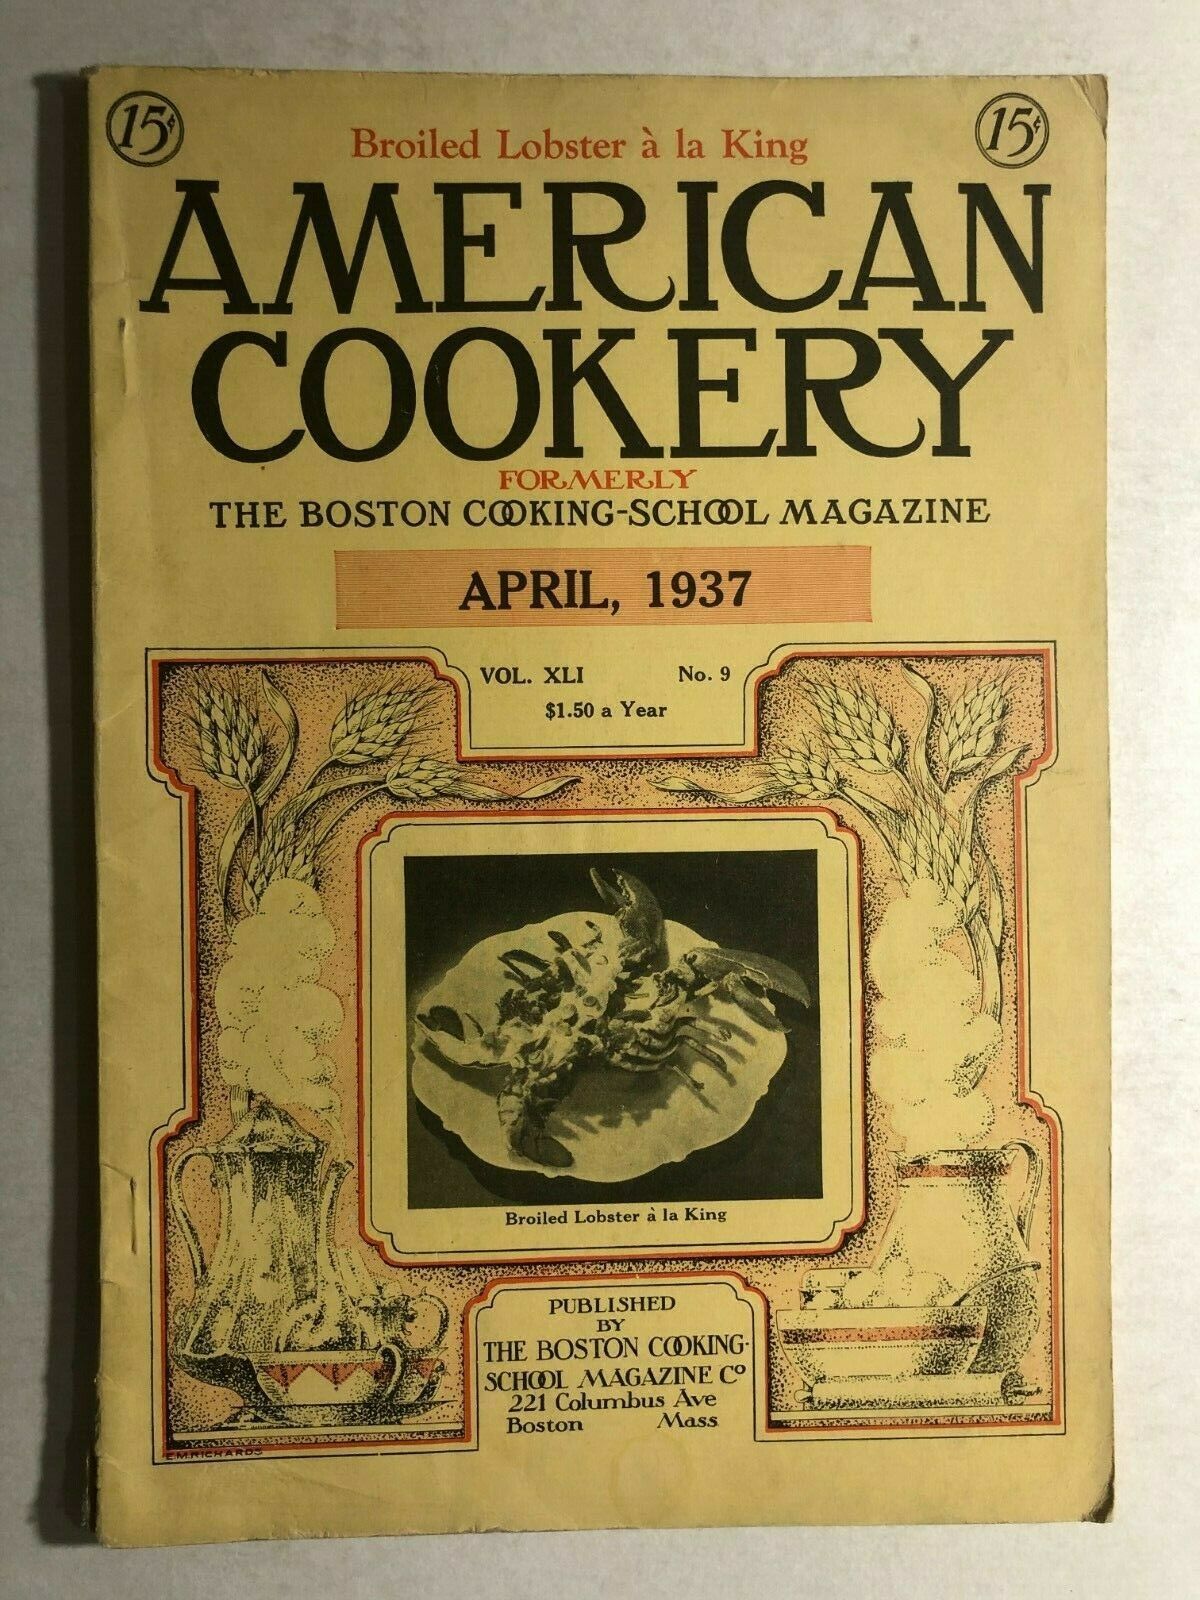 15¢
15¢
Broiled Lobster à la King
AMERICAN
COOKERY
FORMERLY
THE BOSTON COOKING-SCHOOL MAGAZINE
APRIL, 1937
VOL. XLI No. 9
$1.50 a Year
Broiled Lobster à la King
PUBLISHED
BY
THE BOSTON COOKING-
SCHOOL MAGAZINE Co
221 Columbus Ave
Boston Mass
E.M.RICHARDS